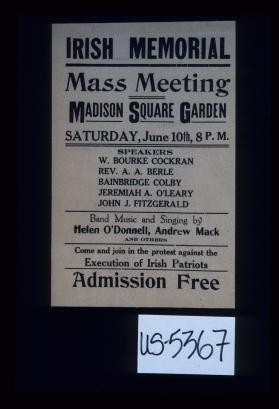 IRISH MEMORIAL
Mass Meeting
MADISON SQUARE GARDEN
SATURDAY, June 10th, 8 P. M.
SPEAKERS
W. BOURKE COCKRAN
REV. A. A. BERLE
BAINBRIDGE COLBY
JEREMIAH A. O'LEARY
JOHN J. FITZGERALD
Band Music and Singing by
Helen O'Donnell, Andrew Mack
AND OTHERS
Come and join in the protest against the
Execution of Irish Patriots
Admission Free
US-5367